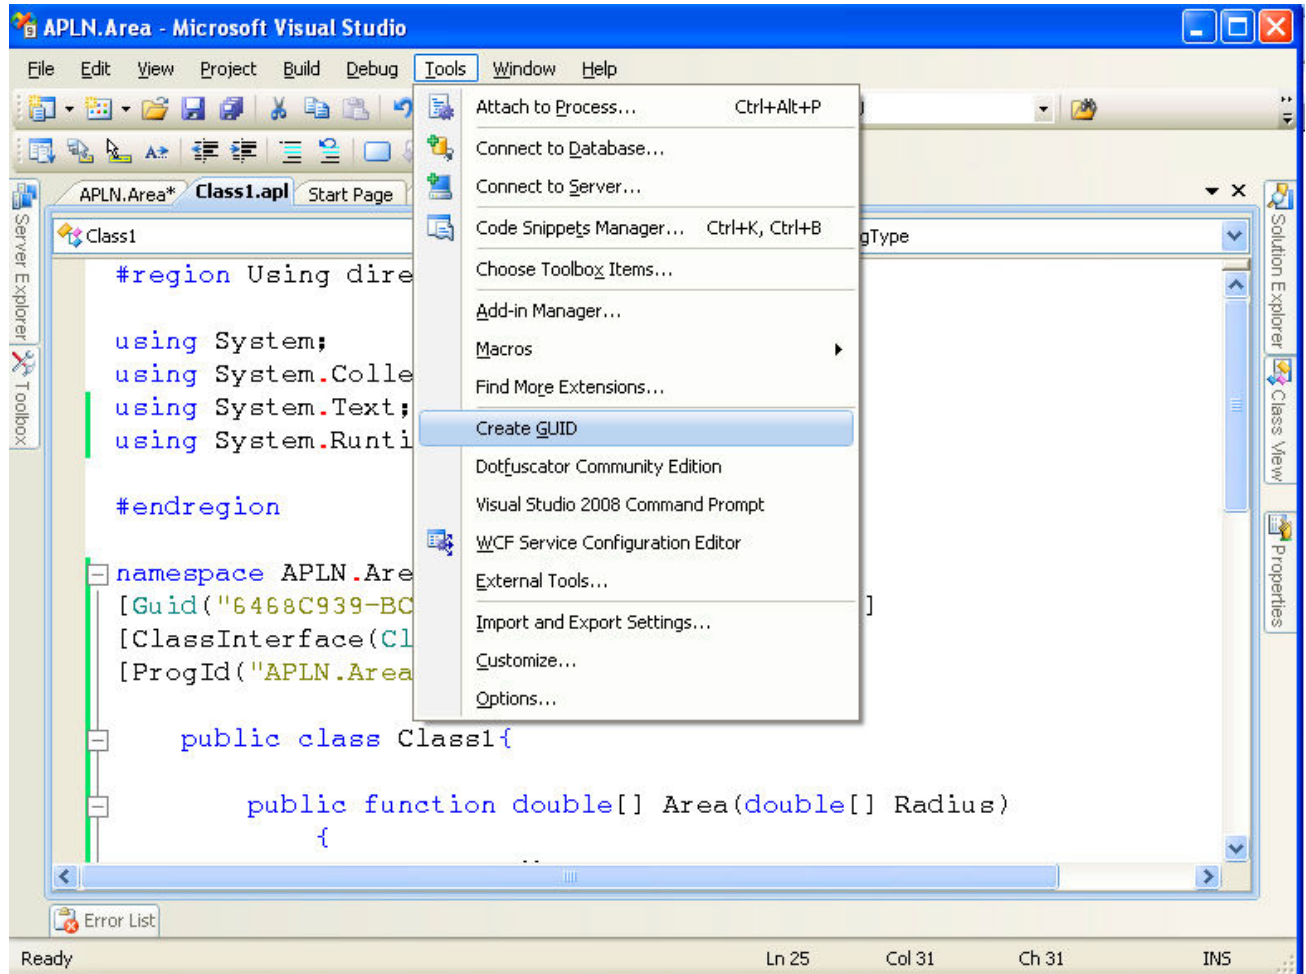 APLN.Area - Microsoft Visual Studio
File Edit View Project Build Debug Tools Window Help
Attach to Process... Ctrl+Alt+P
Connect to Database...
Connect to Server...
Code Snippets Manager... Ctrl+K, Ctrl+B
Choose Toolbox Items...
Add-in Manager...
Macros
Find More Extensions...
Create GUID
Dotfuscator Community Edition
Visual Studio 2008 Command Prompt
WCF Service Configuration Editor
External Tools...
Import and Export Settings...
Customize...
Options...
APLN.Area* Class1.apl Start Page
Class1 gType
#region Using dire
using System;
using System.Colle
using System.Text;
using System.Runti
#endregion
namespace APLN.Are
[Guid("6468C939-BC ]
[ClassInterface(Cl
[ProgId("APLN.Area
public class Class1{
public function double[] Area(double[] Radius)
{
Server Explorer
Toolbox
Solution Explorer
Class View
Properties
Error List
Ready Ln 25 Col 31 Ch 31 INS